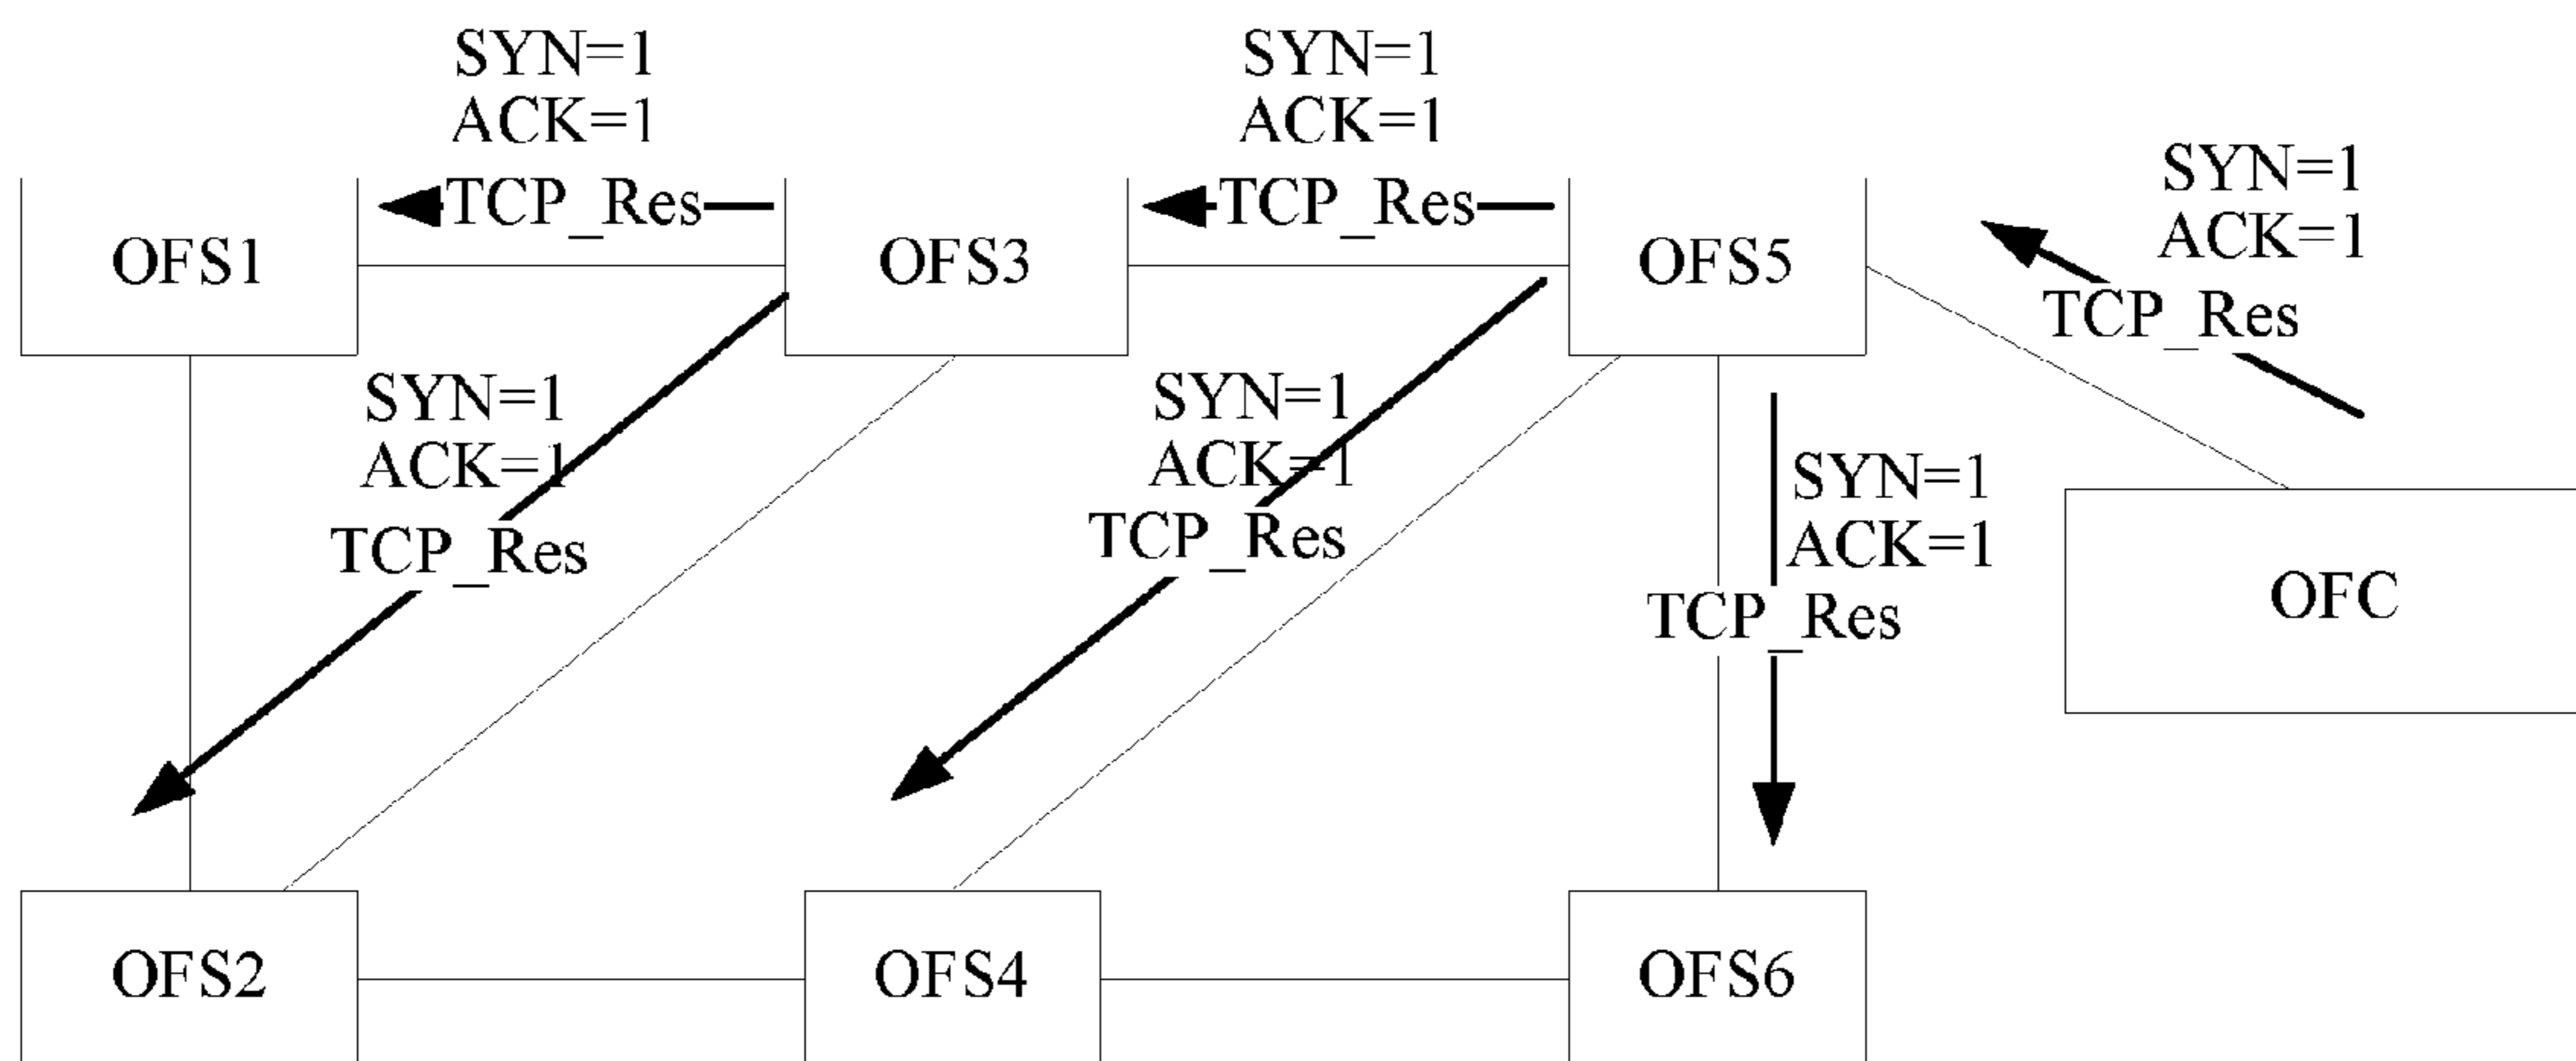 SYN=1
ACK=1
TCP_Res
SYN=1
ACK=1
TCP_Res
SYN=1
ACK=1
TCP_Res
OFS1
OFS3
OFS5
SYN=1
ACK=1
TCP_Res
SYN=1
ACK=1
TCP_Res
SYN=1
ACK=1
TCP_Res
OFC
OFS2
OFS4
OFS6